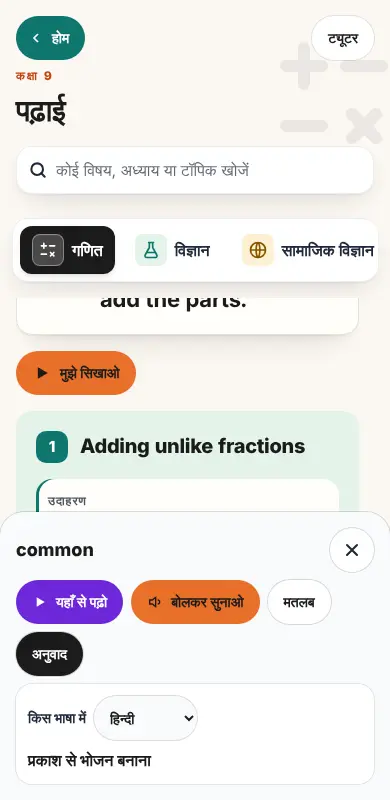 होम
ट्यूटर
कक्षा 9
पढ़ाई
कोई विषय, अध्याय या टॉपिक खोजें
गणित
विज्ञान
सामाजिक विज्ञान
add the parts.
मुझे सिखाओ
1
Adding unlike fractions
उदाहरण
common
यहाँ से पढ़ो
बोलकर सुनाओ
मतलब
अनुवाद
किस भाषा में
हिन्दी
प्रकाश से भोजन बनाना